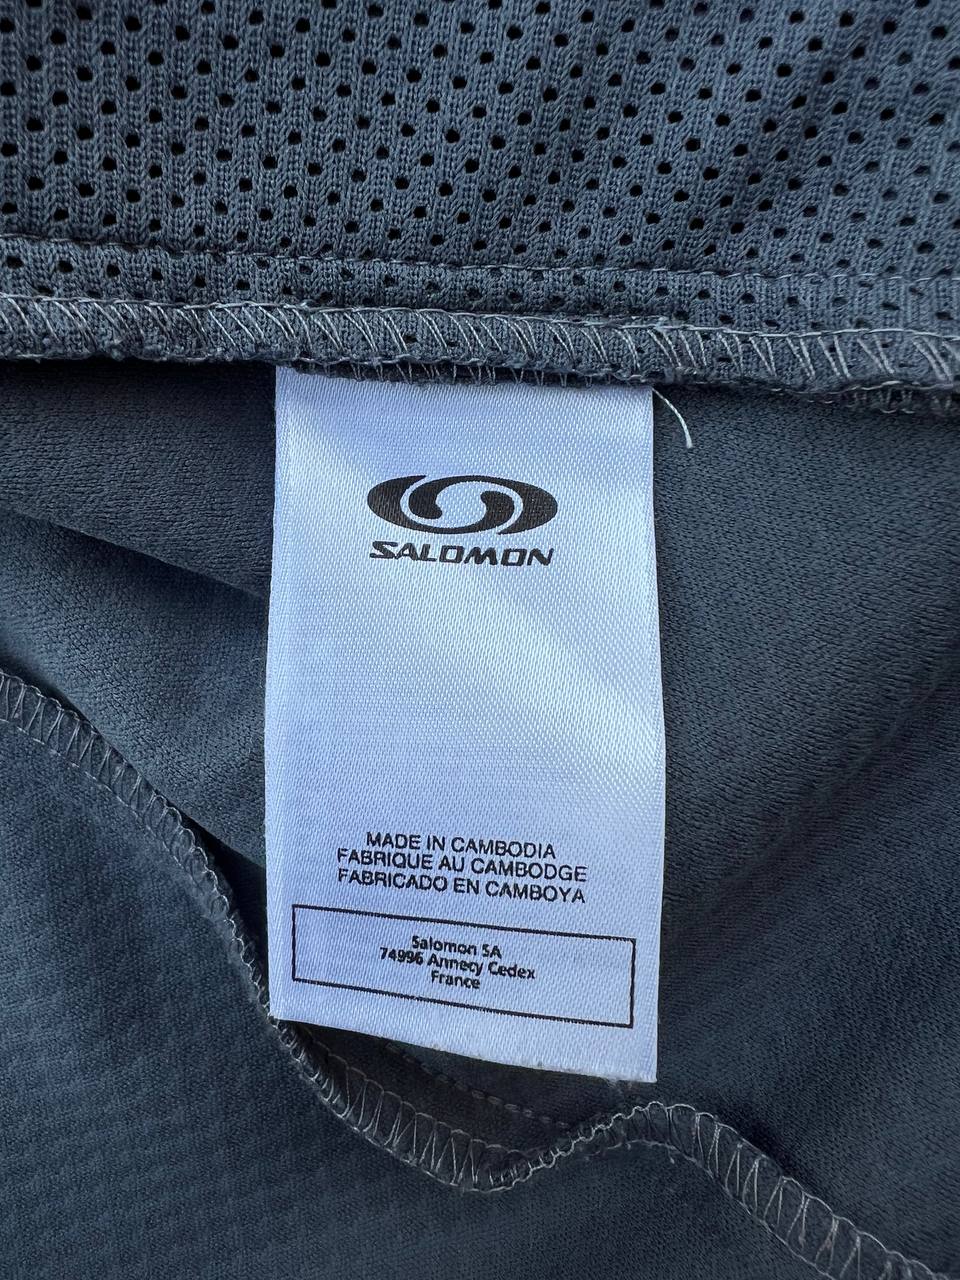 SALOMON
MADE IN CAMBODIA
FABRIQUE AU CAMBODGE
FABRICADO EN CAMBOYA
Salomon SA
74996 Annecy Cedex
France